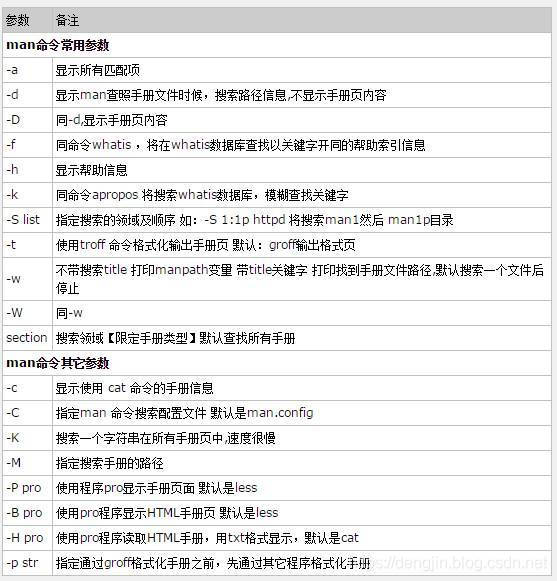 参数 备注
man命令常用参数
-a 显示所有匹配项
-d 显示man查照手册文件时候，搜索路径信息,不显示手册页内容
-D 同-d,显示手册页内容
-f 同命令whatis ，将在whatis数据库查找以关键字开同的帮助索引信息
-h 显示帮助信息
-k 同命令apropos 将搜索whatis数据库，模糊查找关键字
-S list 指定搜索的领域及顺序 如：-S 1:1p httpd 将搜索man1然后 man1p目录
-t 使用troff 命令格式化输出手册页 默认：groff输出格式页
-w 不带搜索title 打印manpath变量 带title关键字 打印找到手册文件路径,默认搜索一个文件后
停止
-W 同-w
section 搜索领域【限定手册类型】默认查找所有手册
man命令其它参数
-c 显示使用 cat 命令的手册信息
-C 指定man 命令搜索配置文件 默认是man.config
-K 搜索一个字符串在所有手册页中,速度很慢
-M 指定搜索手册的路径
-P pro 使用程序pro显示手册页面 默认是less
-B pro 使用pro程序显示HTML手册页 默认是less
-H pro 使用pro程序读取HTML手册，用txt格式显示，默认是cat
-p str 指定通过groff格式化手册之前，先通过其它程序格式化手册
https://dengjin.blog.csdn.net